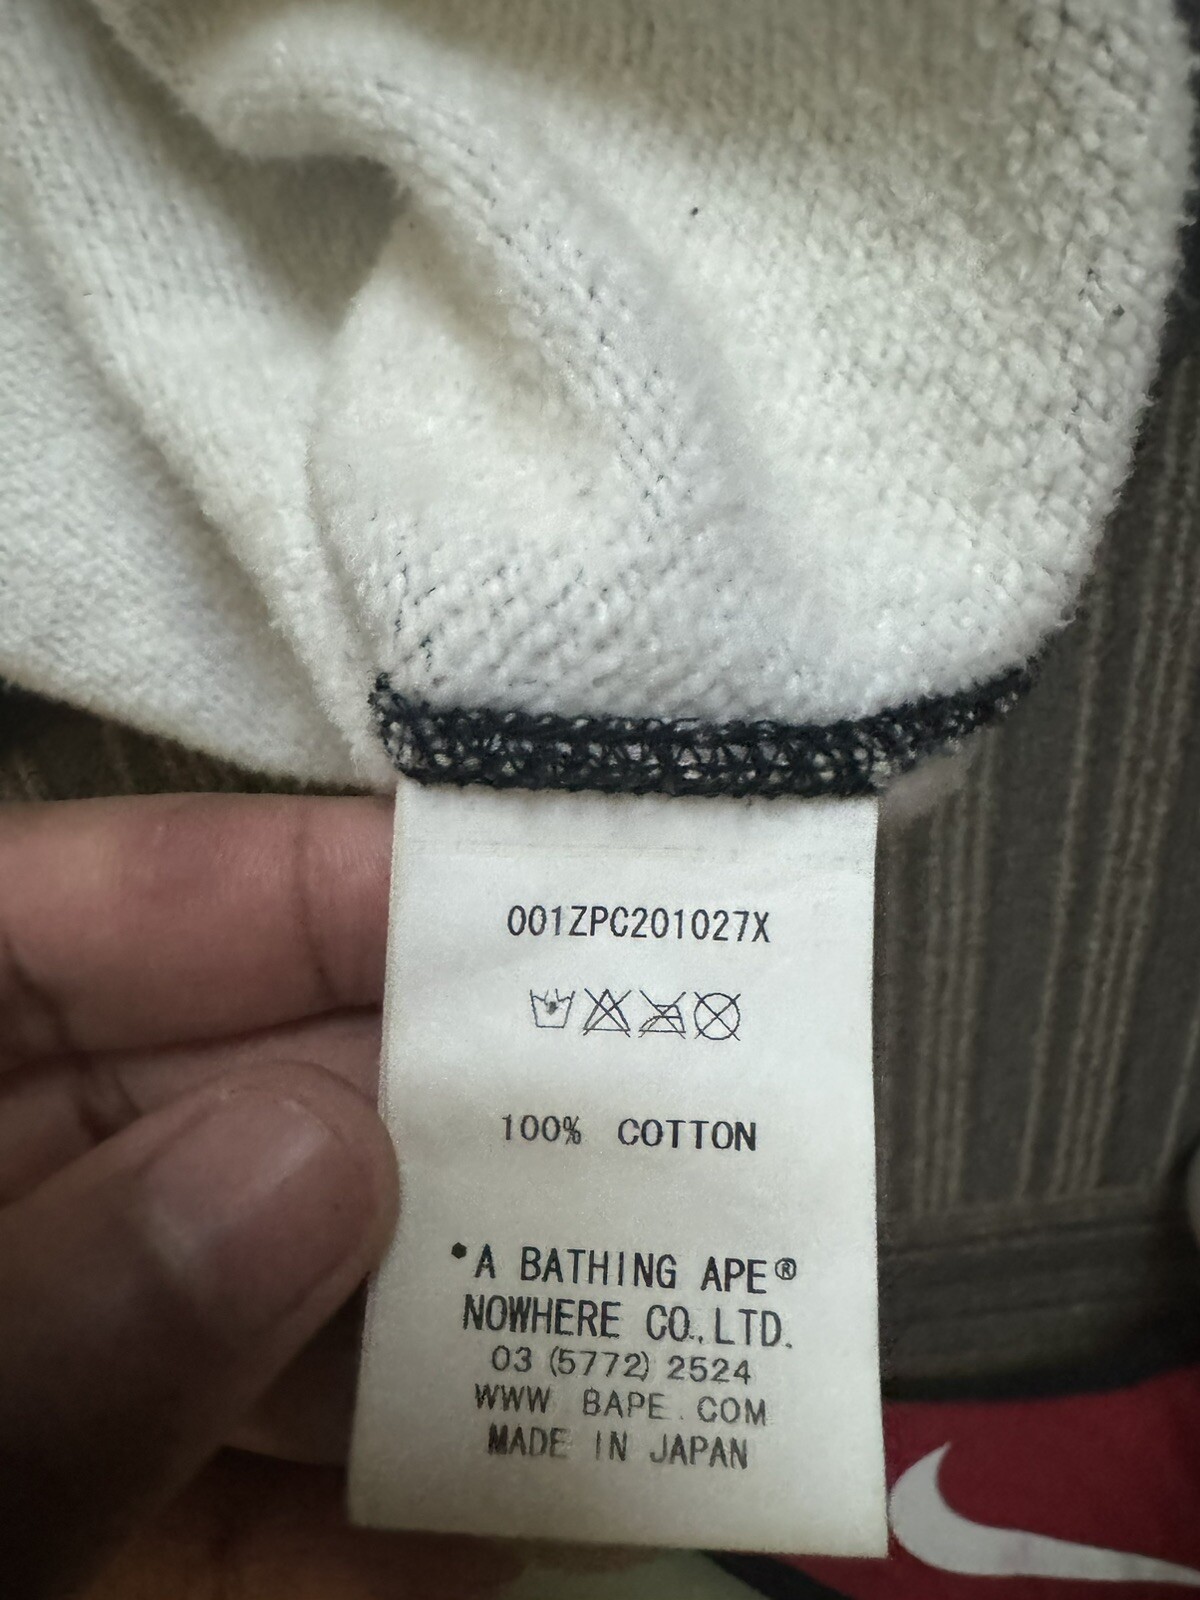 001ZPC201027X
100% COTTON
A BATHING APE®
NOWHERE CO.,LTD.
03 (5772) 2524
WWW BAPE.COM
MADE IN JAPAN